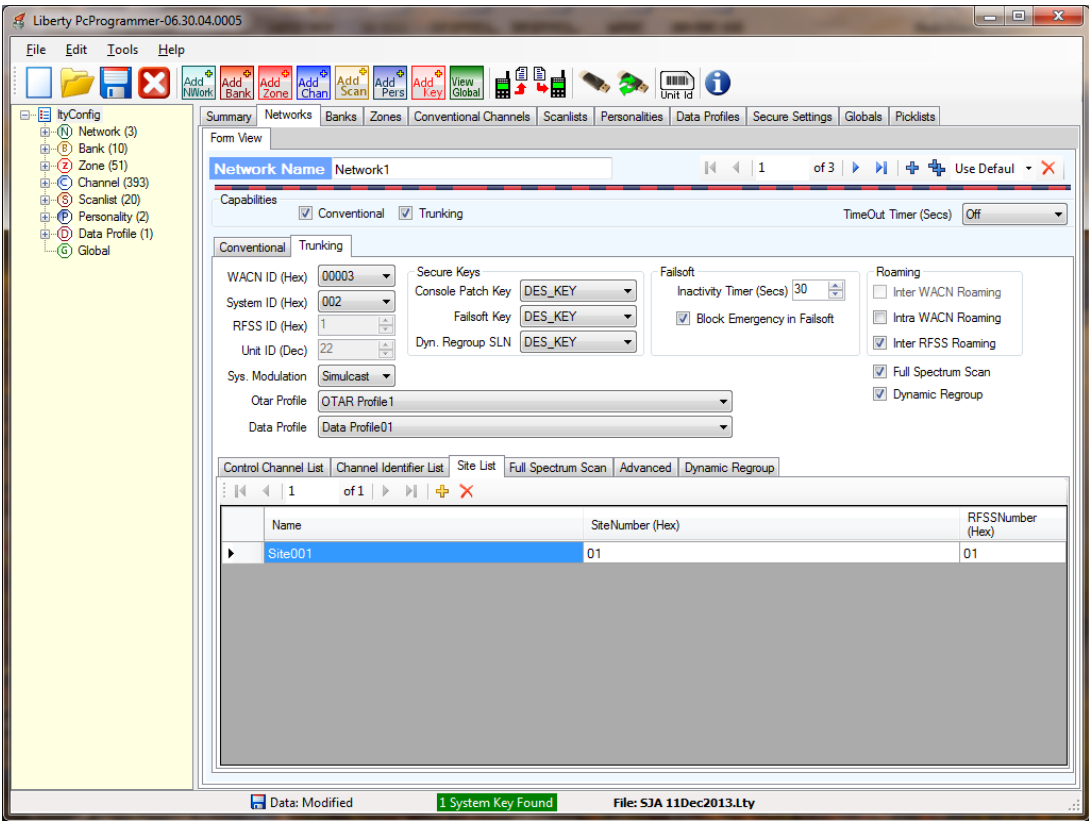 Liberty PcProgrammer-06.30.04.0005
File Edit Tools Help
Add NWork Add Bank Add Zone Add Chan Add Scan Add Pers Add Key View Global Unit Id
ltyConfig
Network (3)
Bank (10)
Zone (51)
Channel (393)
Scanlist (20)
Personality (2)
Data Profile (1)
Global
Summary Networks Banks Zones Conventional Channels Scanlists Personalities Data Profiles Secure Settings Globals Picklists
Form View
Network Name Network1 1 of 3 Use Defaul
Capabilities
Conventional Trunking TimeOut Timer (Secs) Off
Conventional Trunking
WACN ID (Hex) 00003
System ID (Hex) 002
RFSS ID (Hex) 1
Unit ID (Dec) 22
Sys. Modulation Simulcast
Otar Profile OTAR Profile1
Data Profile Data Profile01
Secure Keys
Console Patch Key DES_KEY
Failsoft Key DES_KEY
Dyn. Regroup SLN DES_KEY
Failsoft
Inactivity Timer (Secs) 30
Block Emergency in Failsoft
Roaming
Inter WACN Roaming
Intra WACN Roaming
Inter RFSS Roaming
Full Spectrum Scan
Dynamic Regroup
Control Channel List Channel Identifier List Site List Full Spectrum Scan Advanced Dynamic Regroup
1 of 1
Name SiteNumber (Hex) RFSSNumber (Hex)
Site001 01 01
Data: Modified 1 System Key Found File: SJA 11Dec2013.Lty